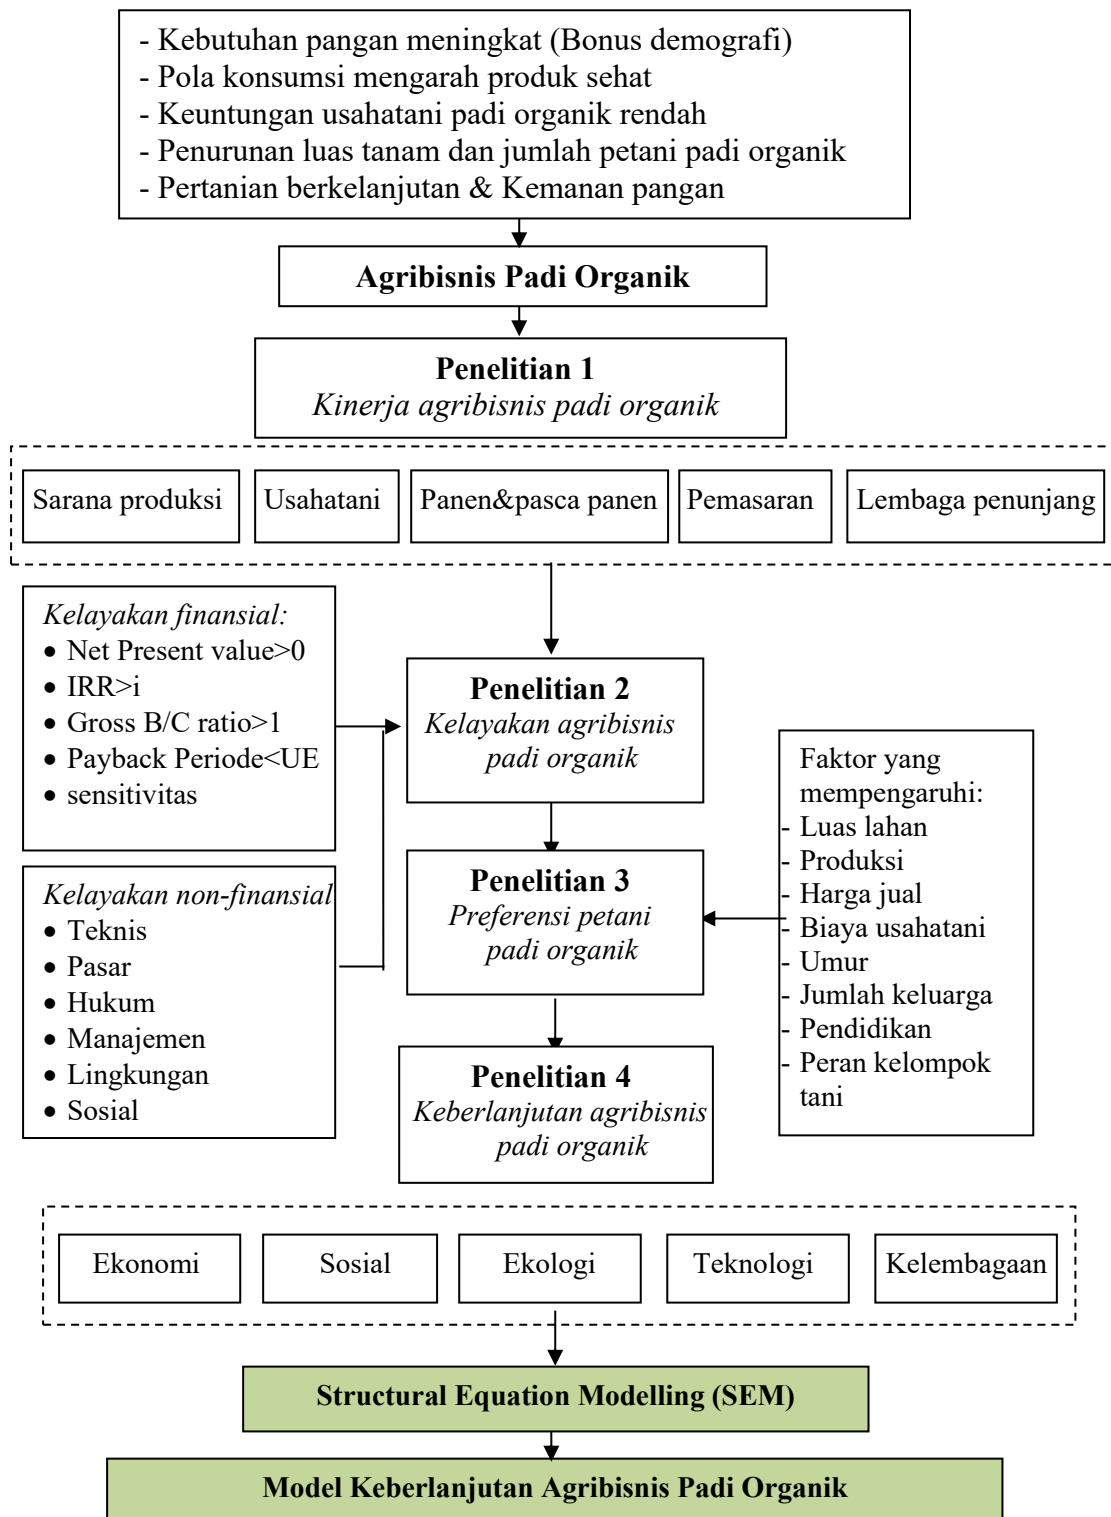 - Kebutuhan pangan meningkat (Bonus demografi)
- Pola konsumsi mengarah produk sehat
- Keuntungan usahatani padi organik rendah
- Penurunan luas tanam dan jumlah petani padi organik
- Pertanian berkelanjutan & Kemanan pangan
Agribisnis Padi Organik
Penelitian 1
Kinerja agribisnis padi organik
Sarana produksi
Usahatani
Panen&pasca panen
Pemasaran
Lembaga penunjang
Kelayakan finansial:
• Net Present value>0
• IRR>i
• Gross B/C ratio>1
• Payback Periode<UE
• sensitivitas
Kelayakan non-finansial
• Teknis
• Pasar
• Hukum
• Manajemen
• Lingkungan
• Sosial
Penelitian 2
Kelayakan agribisnis
padi organik
Penelitian 3
Preferensi petani
padi organik
Faktor yang
mempengaruhi:
- Luas lahan
- Produksi
- Harga jual
- Biaya usahatani
- Umur
- Jumlah keluarga
- Pendidikan
- Peran kelompok
tani
Penelitian 4
Keberlanjutan agribisnis
padi organik
Ekonomi
Sosial
Ekologi
Teknologi
Kelembagaan
Structural Equation Modelling (SEM)
Model Keberlanjutan Agribisnis Padi Organik